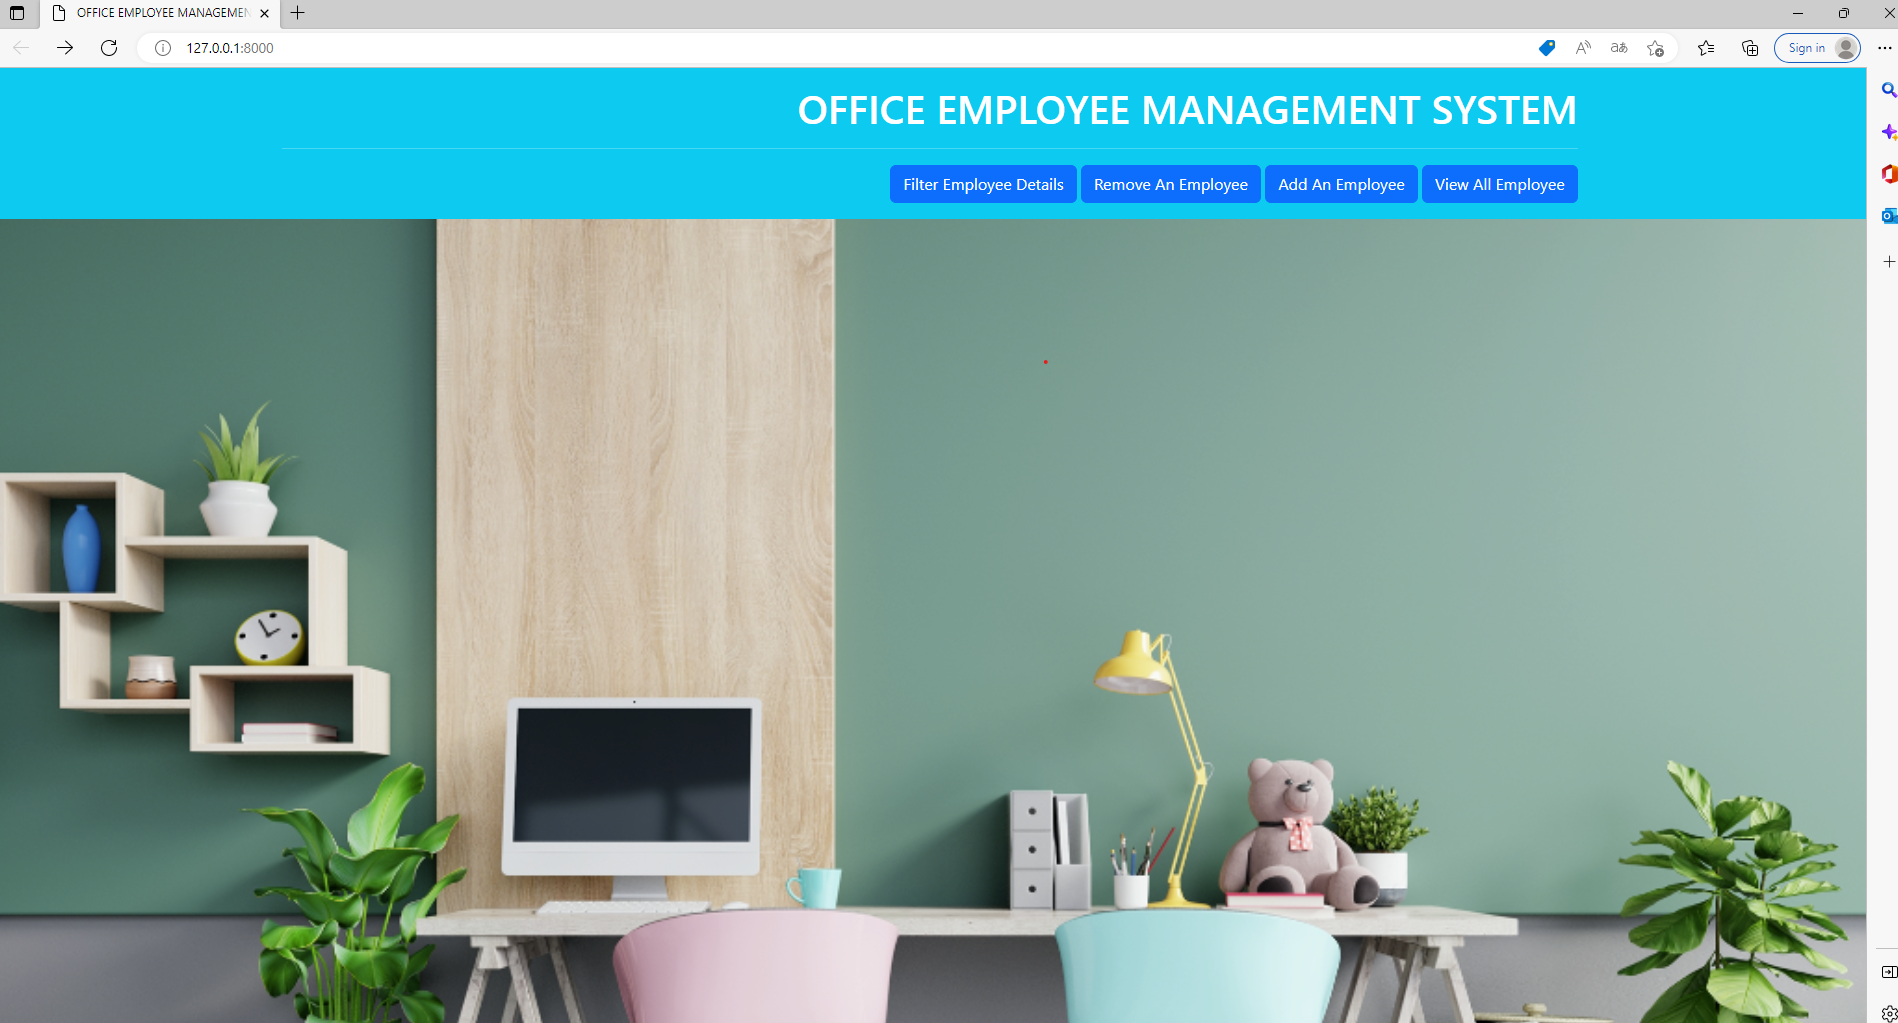 OFFICE EMPLOYEE MANAGEMEN
127.0.0.1:8000
Sign in
OFFICE EMPLOYEE MANAGEMENT SYSTEM
Filter Employee Details Remove An Employee Add An Employee View All Employee